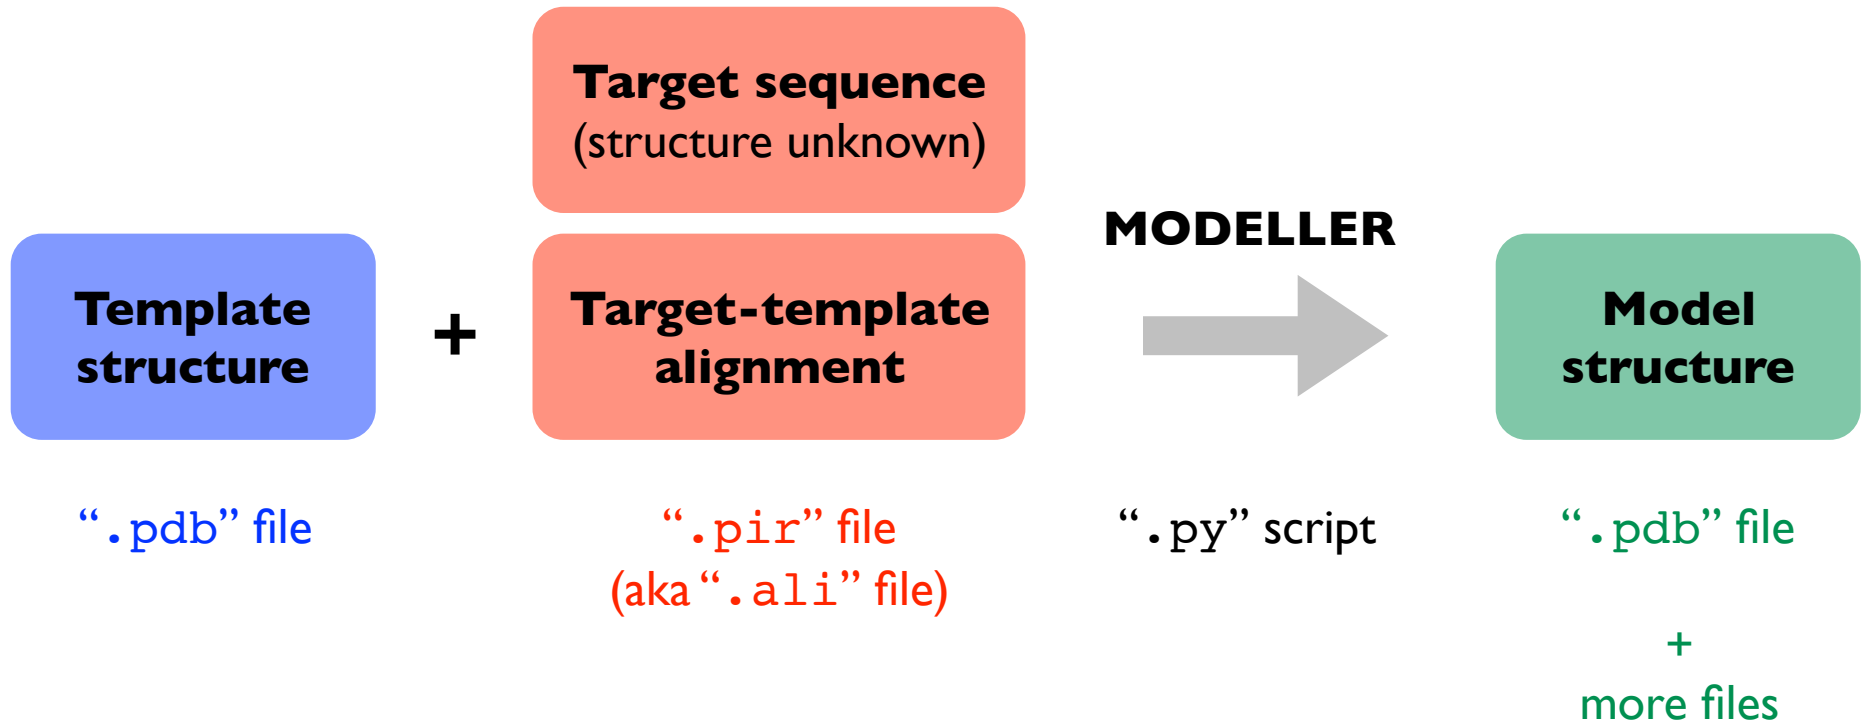 Target sequence
(structure unknown)
Template
structure
+
Target-template
alignment
MODELLER
Model
structure
“.pdb” file
“.pir” file
(aka “.ali” file)
“.py” script
“.pdb” file
+
more files